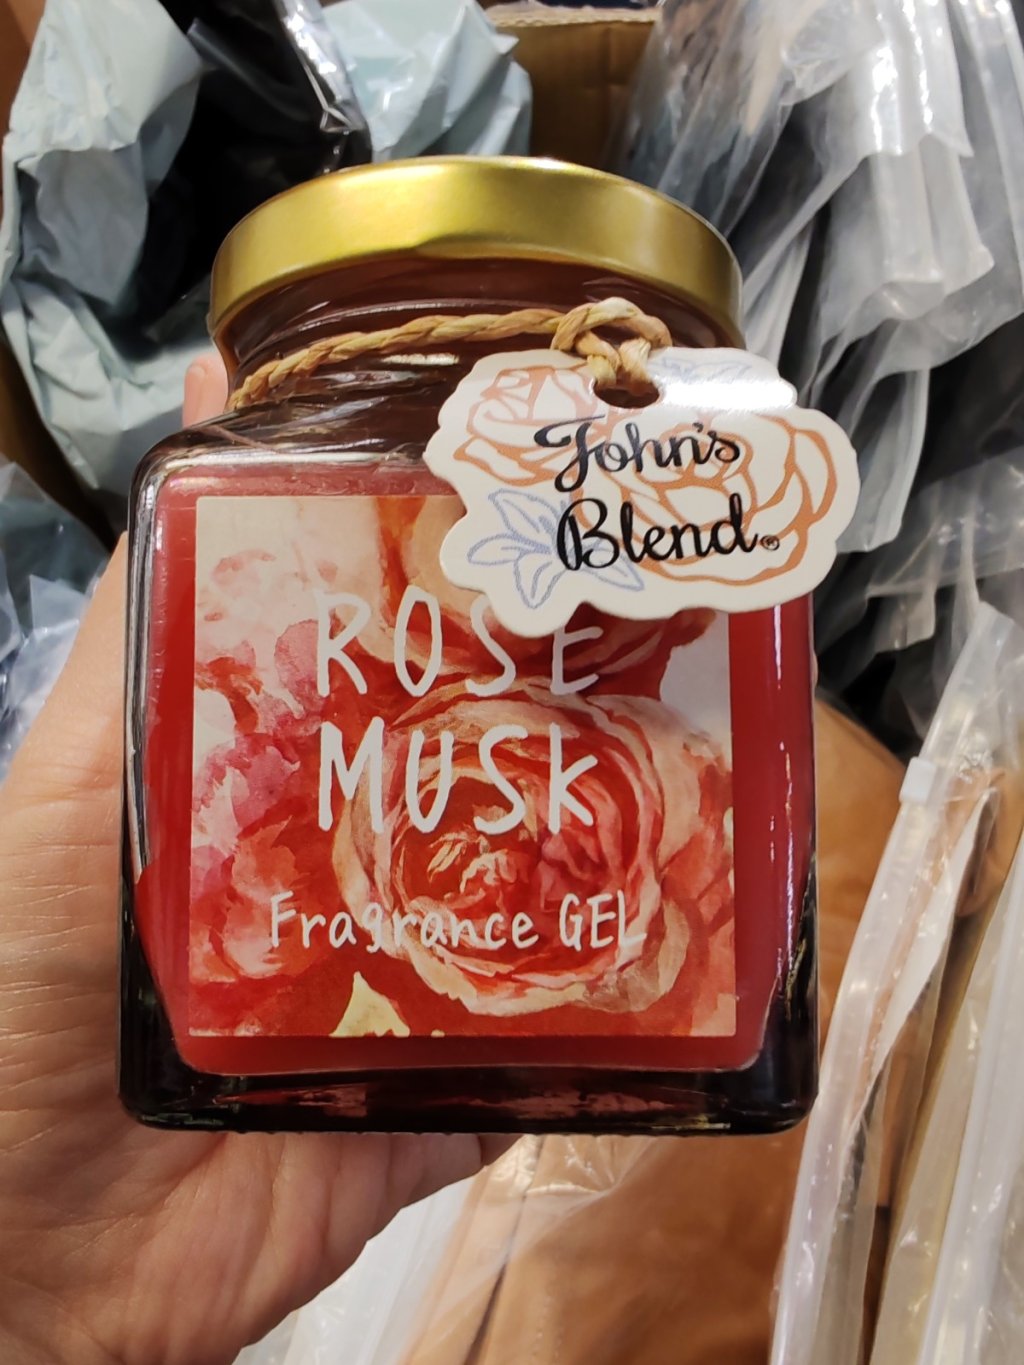 John's
Blend®
ROSE
MUSk
Fragrance GEL